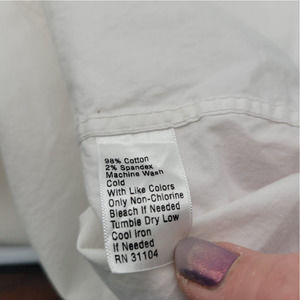 98% Cotton
2% Spandex
Machine Wash
Cold
With Like Colors
Only Non-Chlorine
Bleach If Needed
Tumble Dry Low
Cool Iron
If Needed
RN 31104